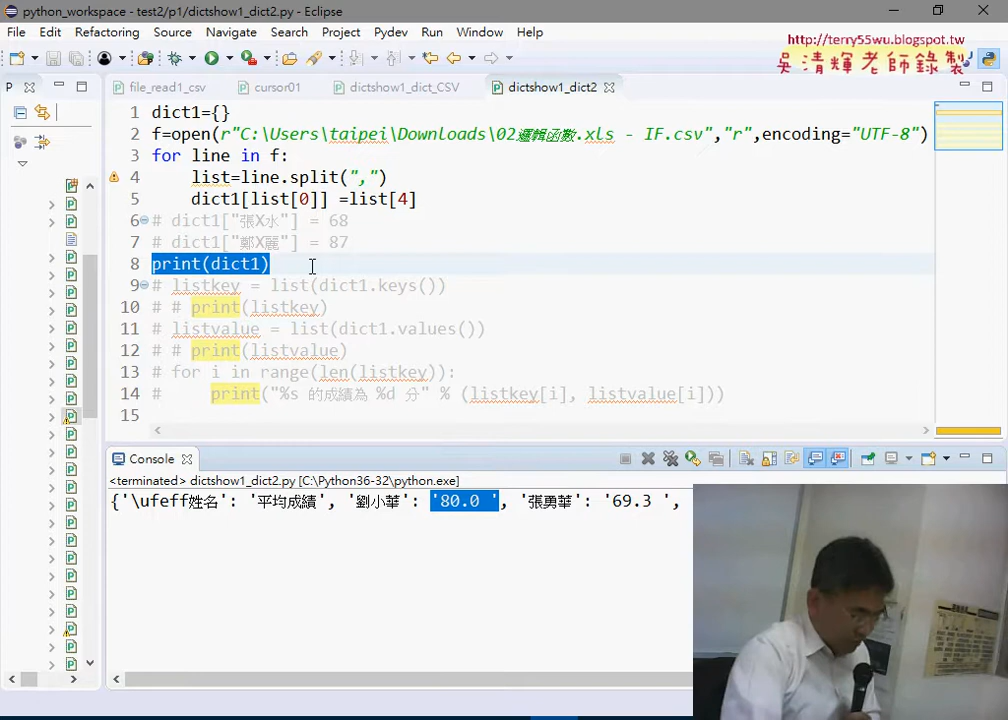 python_workspace - test2/p1/dictshow1_dict2.py - Eclipse
File Edit Refactoring Source Navigate Search Project Pydev Run Window Help
http://terry55wu.blogspot.tw
吳清輝老師錄製
P
file_read1_csv cursor01 dictshow1_dict_CSV dictshow1_dict2
1 dict1={}
2 f=open(r"C:\Users\taipei\Downloads\02邏輯函數.xls - IF.csv","r",encoding="UTF-8")
3 for line in f:
4 list=line.split(",")
5 dict1[list[0]] =list[4]
6 # dict1["張X水"] = 68
7 # dict1["鄭X麗"] = 87
8 print(dict1)
9 # listkey = list(dict1.keys())
10 # # print(listkey)
11 # listvalue = list(dict1.values())
12 # # print(listvalue)
13 # for i in range(len(listkey)):
14 # print("%s 的成績為 %d 分" % (listkey[i], listvalue[i]))
15
Console
<terminated> dictshow1_dict2.py [C:\Python36-32\python.exe]
{'\ufeff姓名': '平均成績', '劉小華': '80.0 ', '張勇華': '69.3 ',